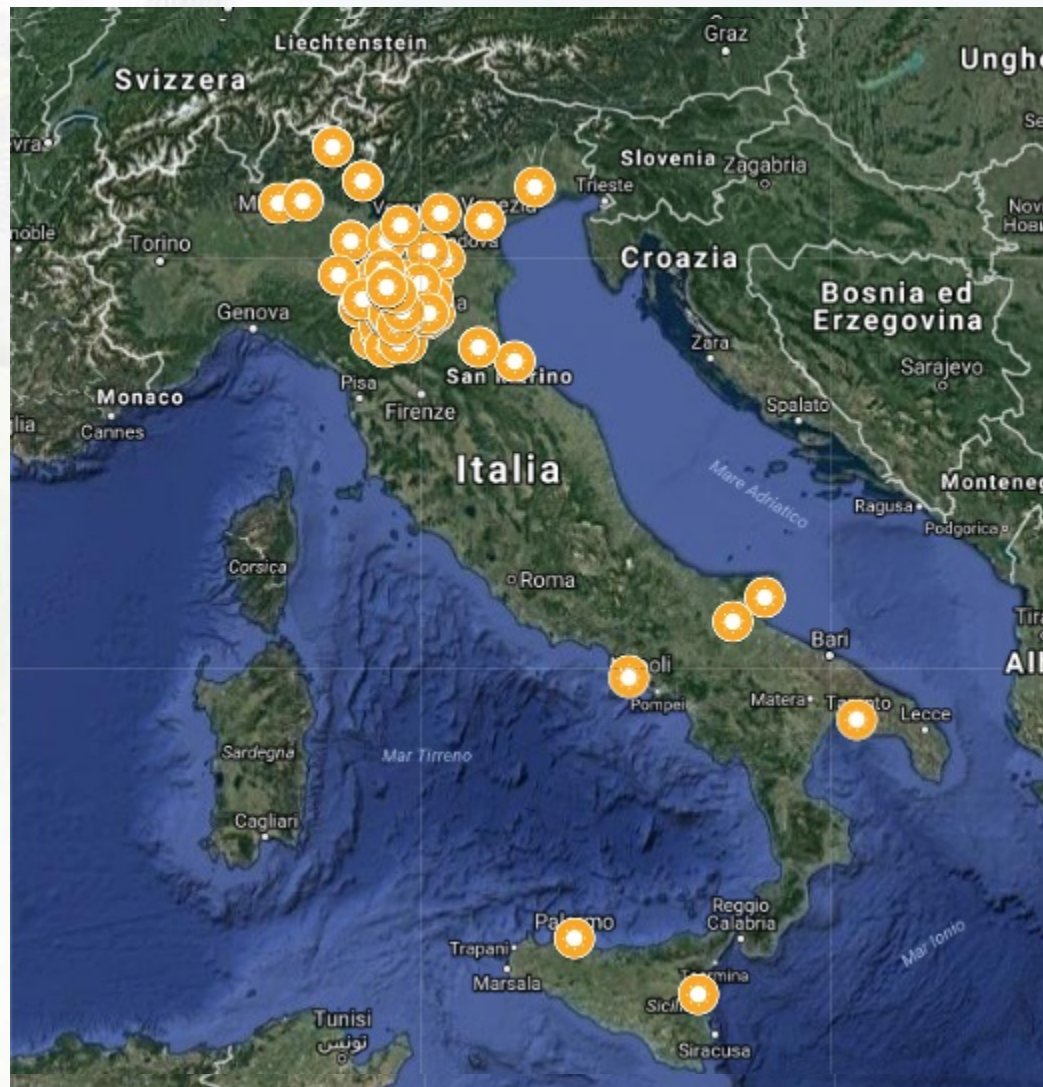 Graz
Liechtenstein
Svizzera
Slovenia
Zagabria
Trieste
Torino
Croazia
Bosnia ed
Erzegovina
Genova
Zara
Sarajevo
Pisa
San Marino
Monaco
Firenze
Spalato
Cannes
Italia
Mare Adriatico
Ragusa
Podgorica
Corsica
Roma
Bari
Pompei
Matera
Lecce
Sardegna
Mar Tirreno
Cagliari
Reggio
Calabria
Trapani
Mar Ionio
Marsala
Tunisi
تونس
Siracusa